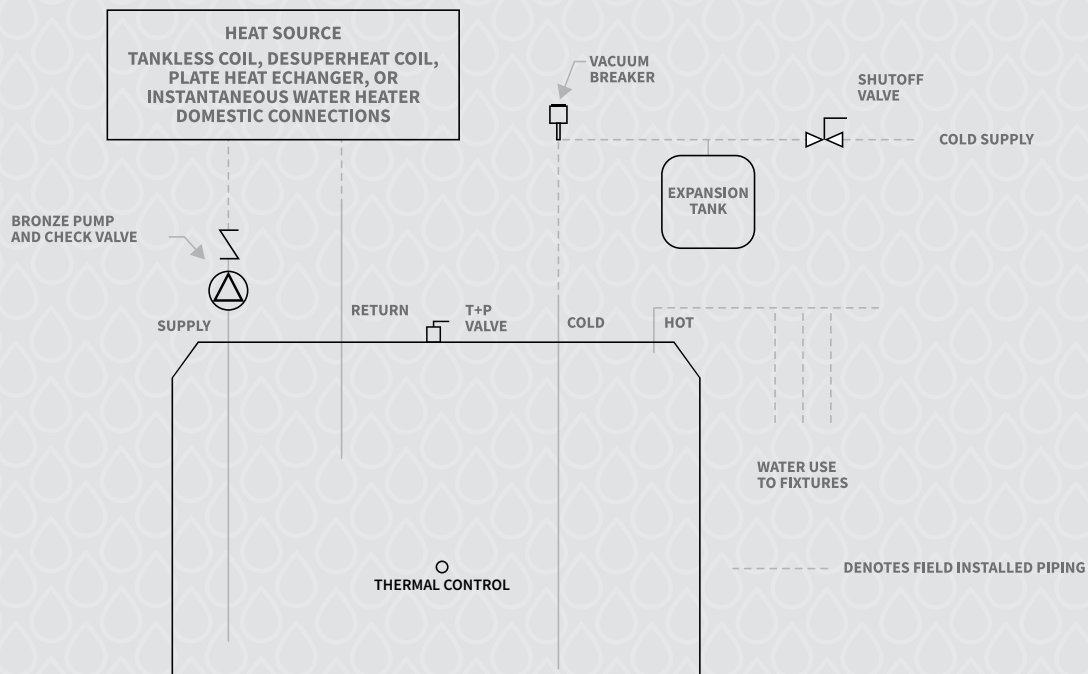 HEAT SOURCE
TANKLESS COIL, DESUPERHEAT COIL,
PLATE HEAT ECHANGER, OR
INSTANTANEOUS WATER HEATER
DOMESTIC CONNECTIONS
VACUUM
BREAKER
SHUTOFF
VALVE
COLD SUPPLY
EXPANSION
TANK
BRONZE PUMP
AND CHECK VALVE
SUPPLY
RETURN
T+P
VALVE
COLD
HOT
WATER USE
TO FIXTURES
THERMAL CONTROL
DENOTES FIELD INSTALLED PIPING